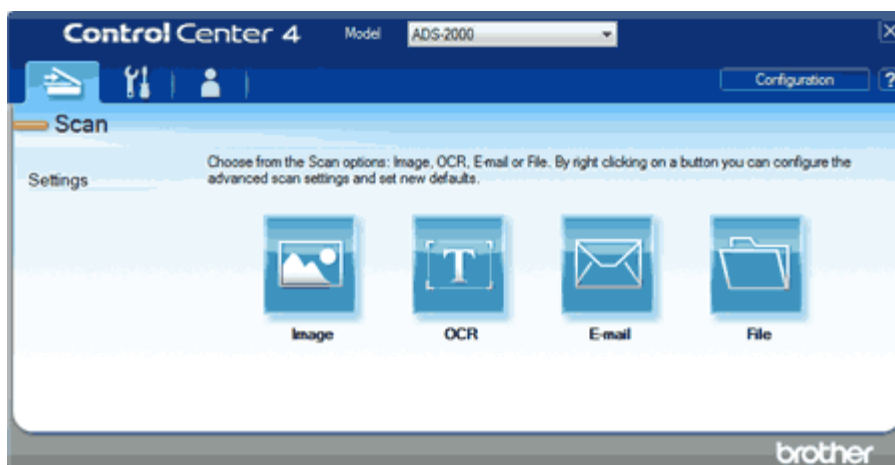 Control Center 4 Model ADS-2000
Configuration ?
Scan
Choose from the Scan options: Image, OCR, E-mail or File. By right clicking on a button you can configure the
advanced scan settings and set new defaults.
Settings
T
Image OCR E-mail File
brother